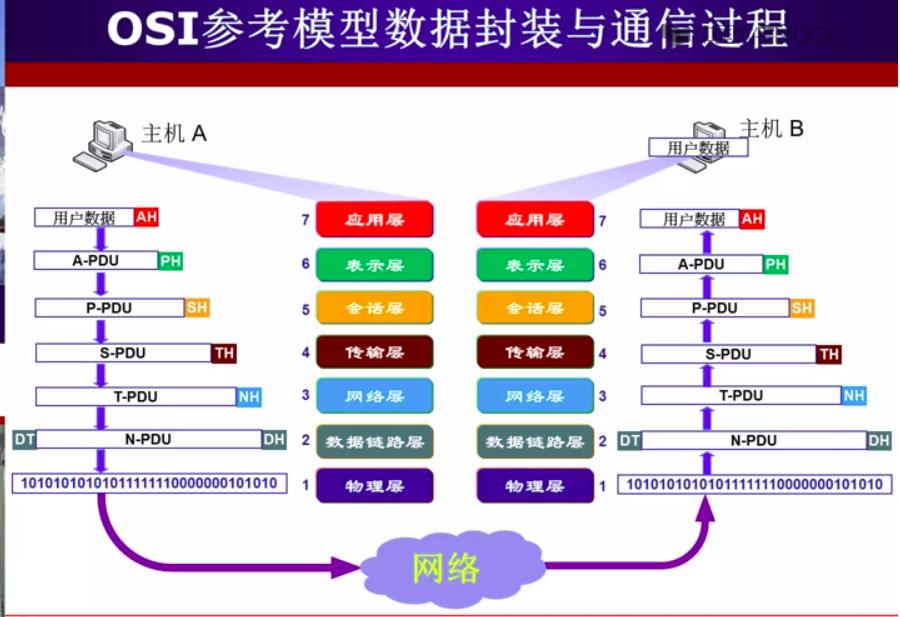 OSI参考模型数据封装与通信过程
主机 A
主机 B
用户数据
用户数据 AH
7 应用层
应用层 7
用户数据 AH
A-PDU PH
6 表示层
表示层 6
A-PDU PH
P-PDU SH
5 会话层
会话层 5
P-PDU SH
S-PDU TH
4 传输层
传输层 4
S-PDU TH
T-PDU NH
3 网络层
网络层 3
T-PDU NH
DT N-PDU DH
2 数据链路层
数据链路层 2
DT N-PDU DH
1010101010101111111000000010101​0
1 物理层
物理层 1
1010101010101111111000000010101​0
网络